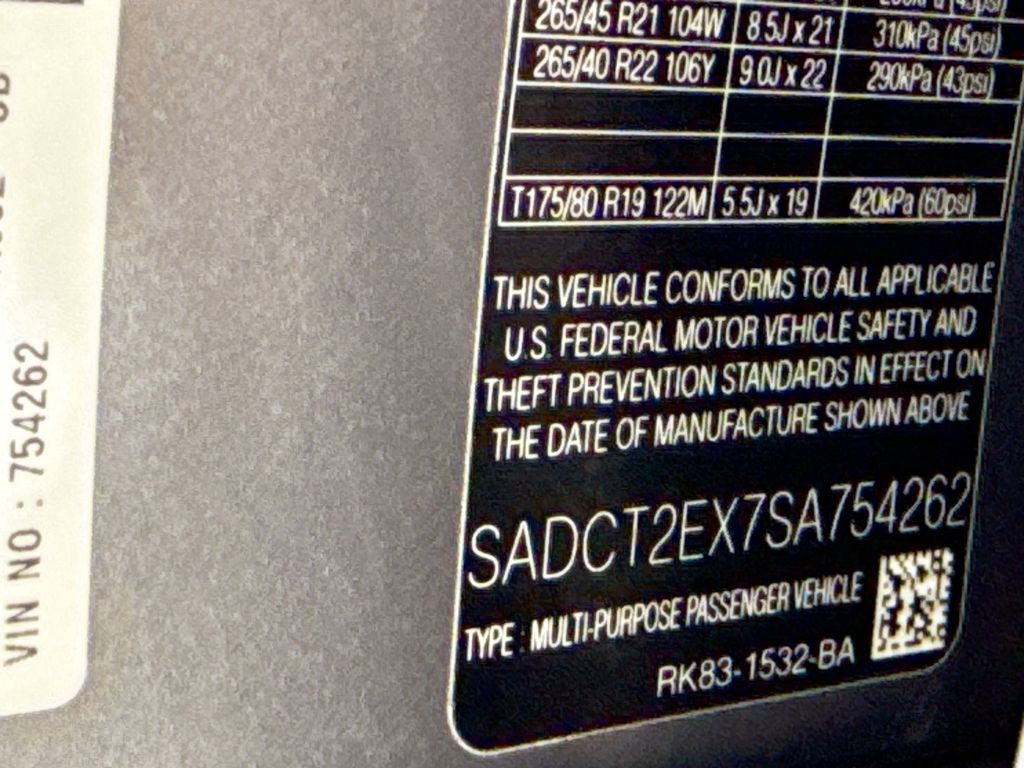 265/45 R21 104W 8.5J x 21 310kPa (45psi)
265/40 R22 106Y 9.0J x 22 290kPa (43psi)
T175/80 R19 122M 5.5J x 19 420kPa (60psi)
THIS VEHICLE CONFORMS TO ALL APPLICABLE
U.S. FEDERAL MOTOR VEHICLE SAFETY AND
THEFT PREVENTION STANDARDS IN EFFECT ON
THE DATE OF MANUFACTURE SHOWN ABOVE
SADCT2EX7SA754262
TYPE : MULTI-PURPOSE PASSENGER VEHICLE
RK83-1532-BA
VIN NO : 754262